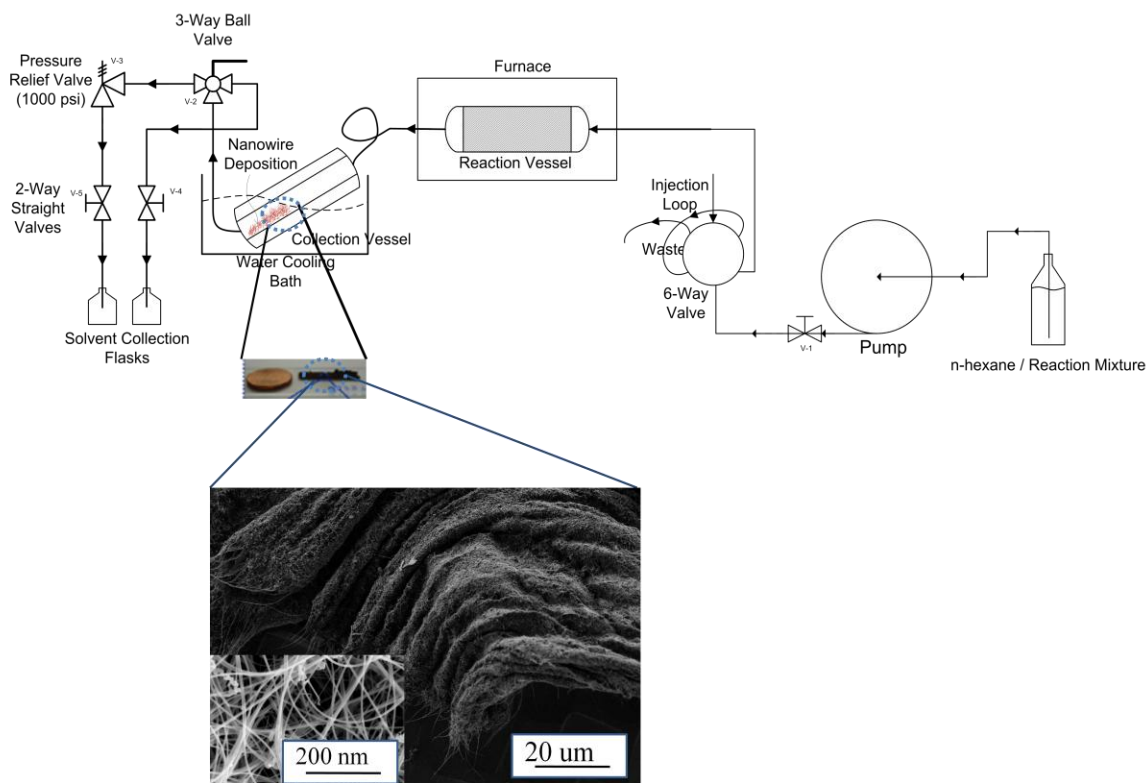 3-Way Ball
Valve
Pressure
Relief Valve
(1000 psi)
V-3
V-2
Furnace
Reaction Vessel
Nanowire
Deposition
2-Way
Straight
Valves
V-5
V-4
Injection
Loop
Waste
6-Way
Valve
Collection Vessel
Water Cooling
Bath
Solvent Collection
Flasks
V-1
Pump
n-hexane / Reaction Mixture
200 nm
20 um